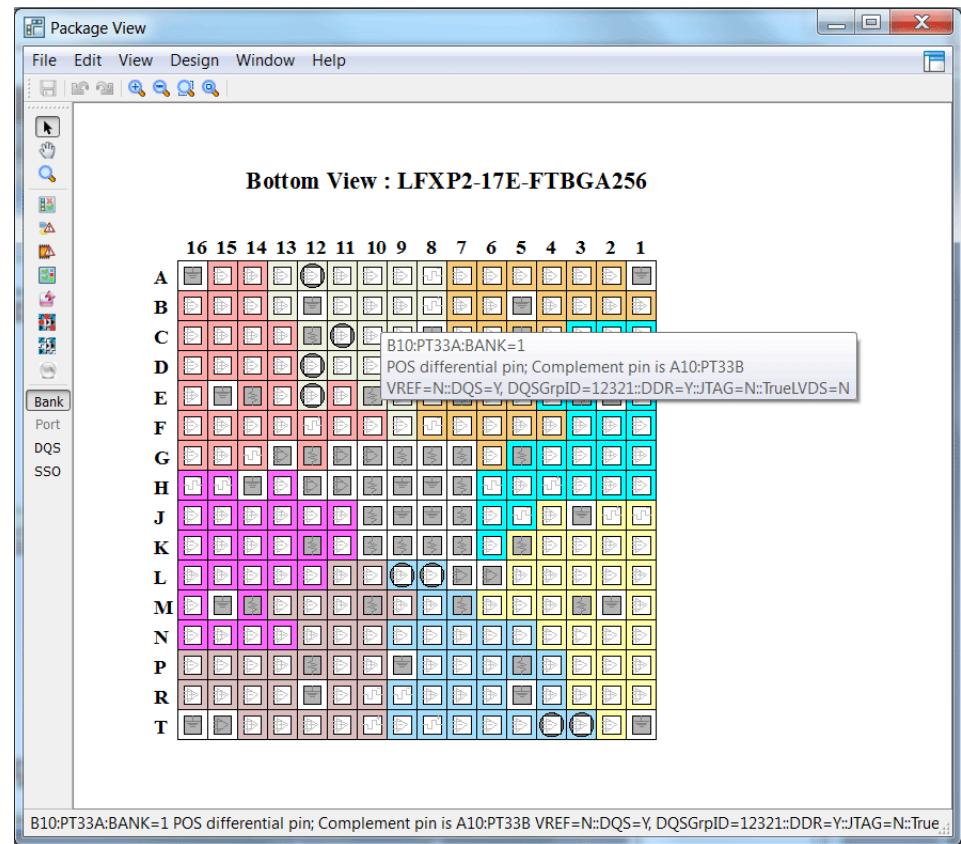 Package View
File Edit View Design Window Help
Bottom View : LFXP2-17E-FTBGA256
16 15 14 13 12 11 10 9 8 7 6 5 4 3 2 1
A
B
C
D
E
F
G
H
J
K
L
M
N
P
R
T
B10:PT33A:BANK=1
POS differential pin; Complement pin is A10:PT33B
VREF=N::DQS=Y, DQSGrpID=12321::DDR=Y::JTAG=N::TrueLVDS=N
Bank
Port
DQS
SSO
B10:PT33A:BANK=1 POS differential pin; Complement pin is A10:PT33B VREF=N::DQS=Y, DQSGrpID=12321::DDR=Y::JTAG=N::True